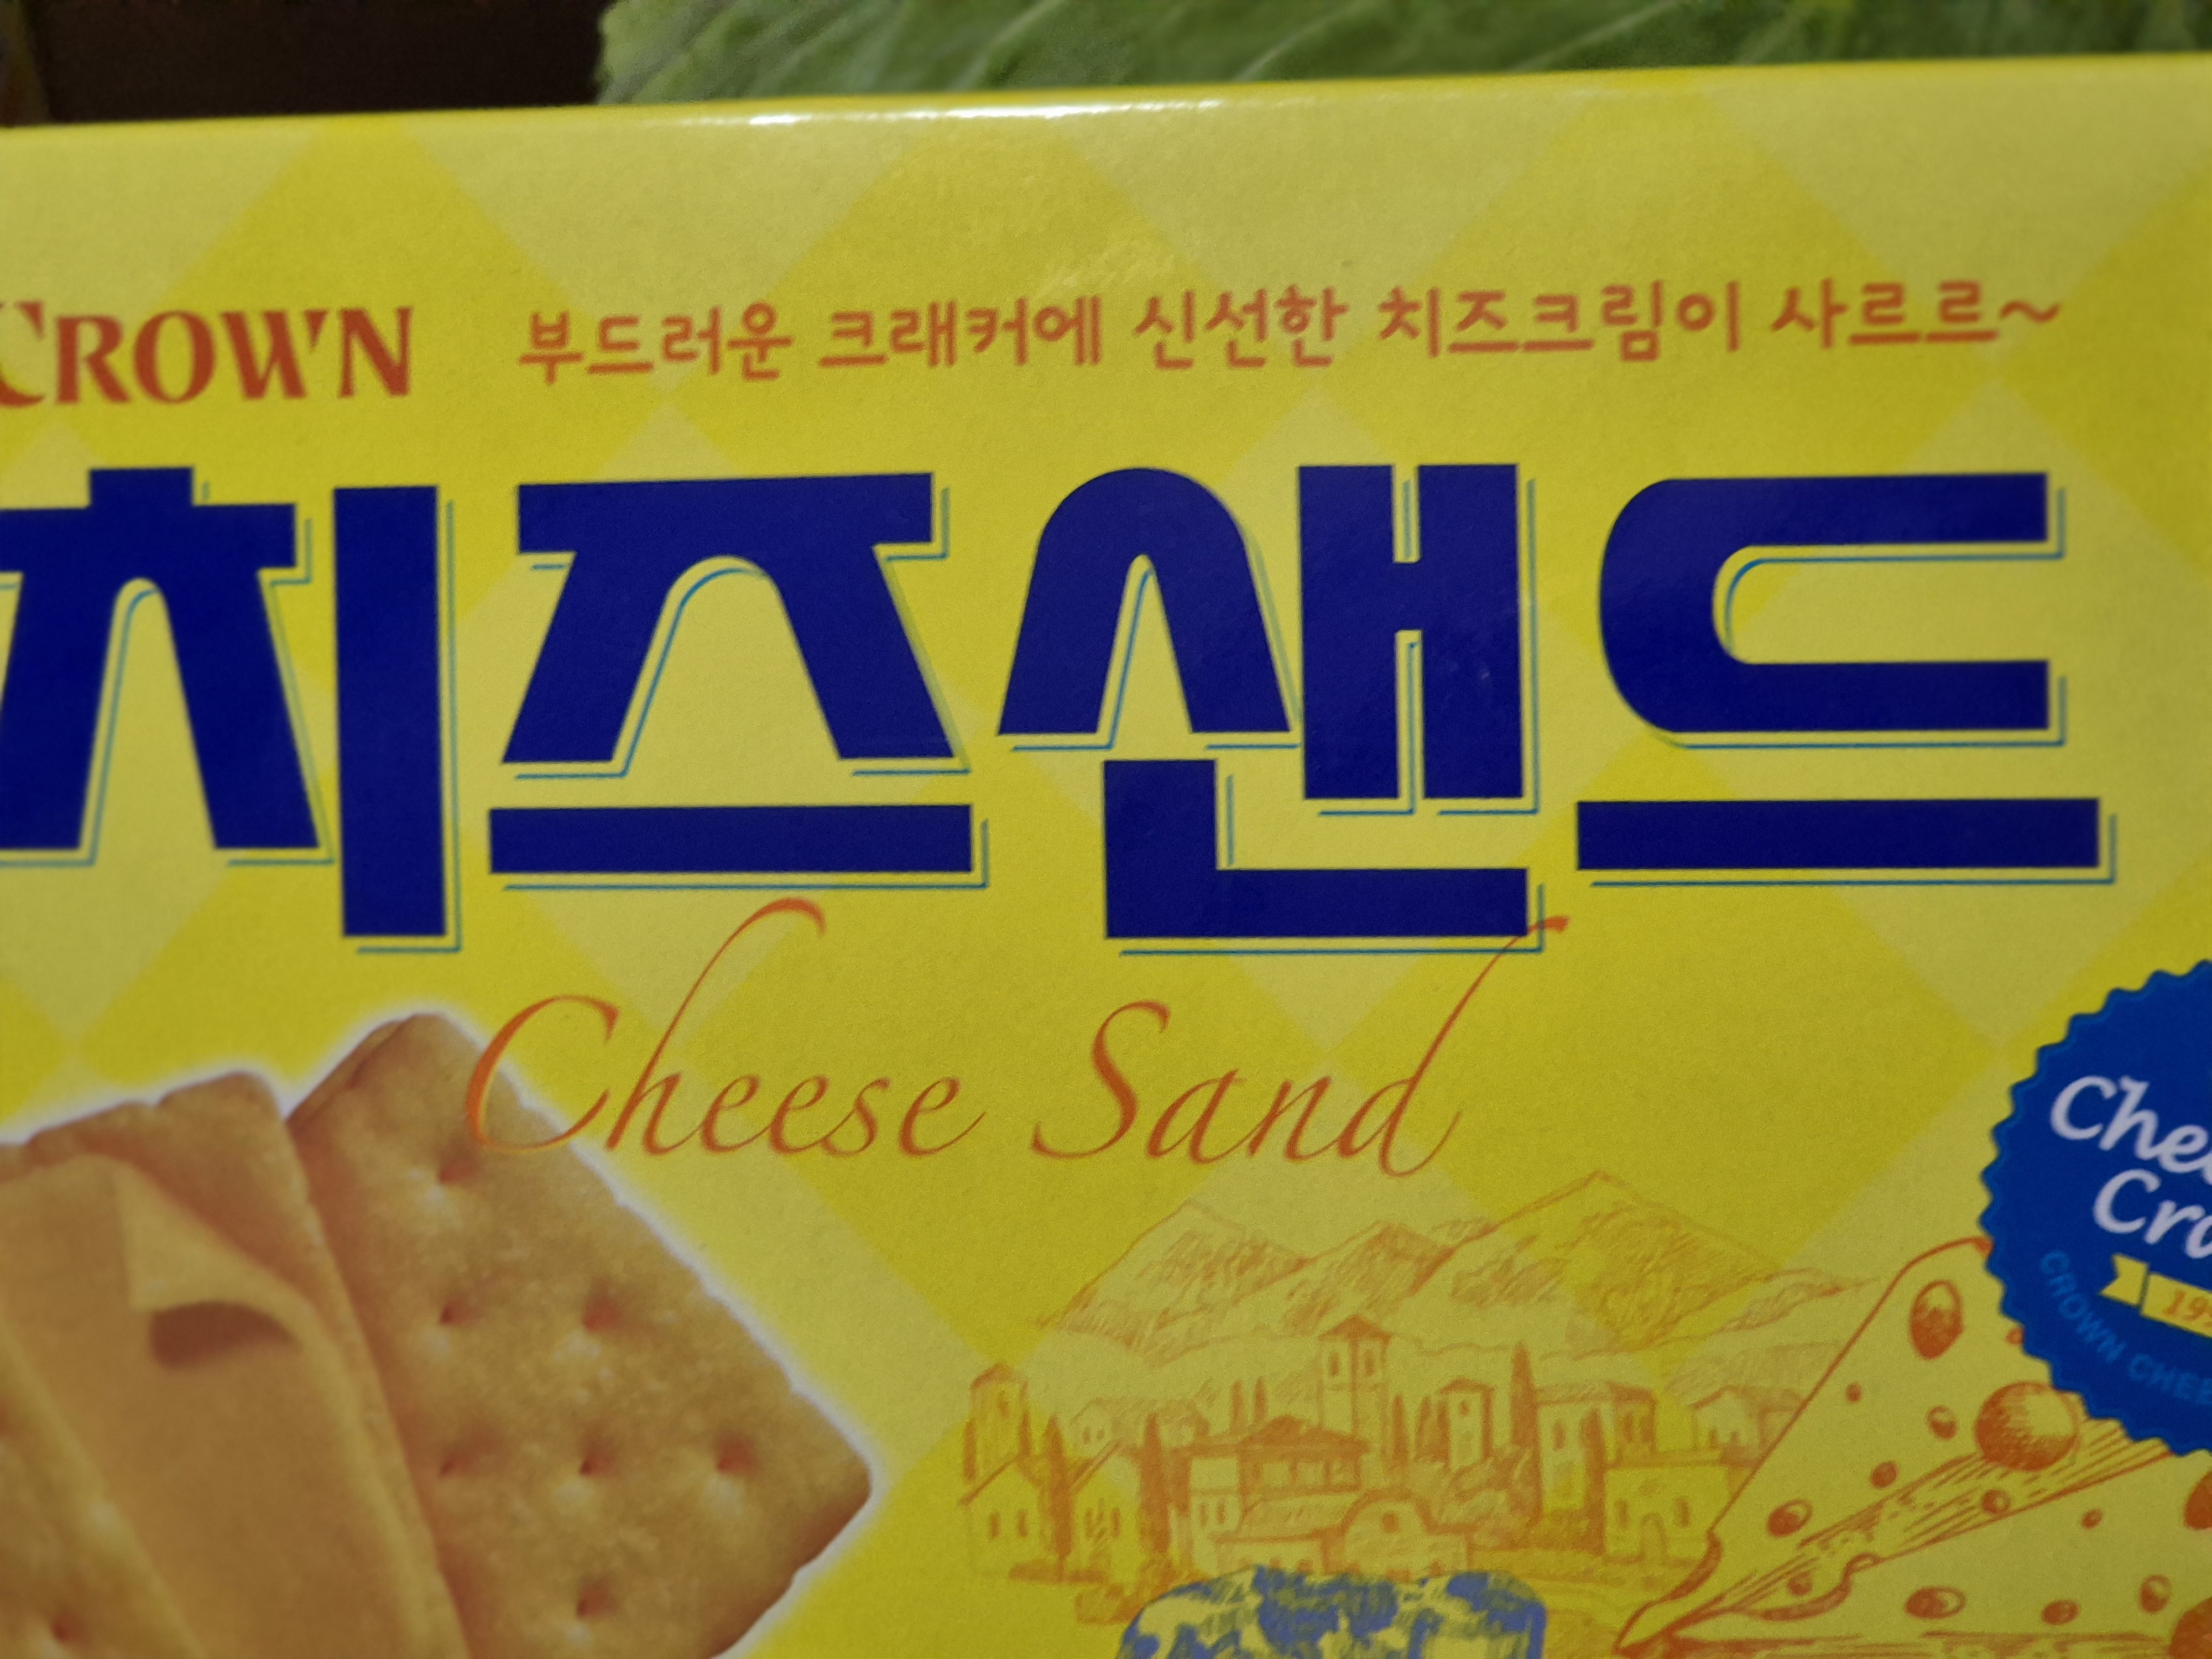 CROWN 부드러운 크래커에 신선한 치즈크림이 사르르~
치즈샌드
Cheese Sand
CROWN